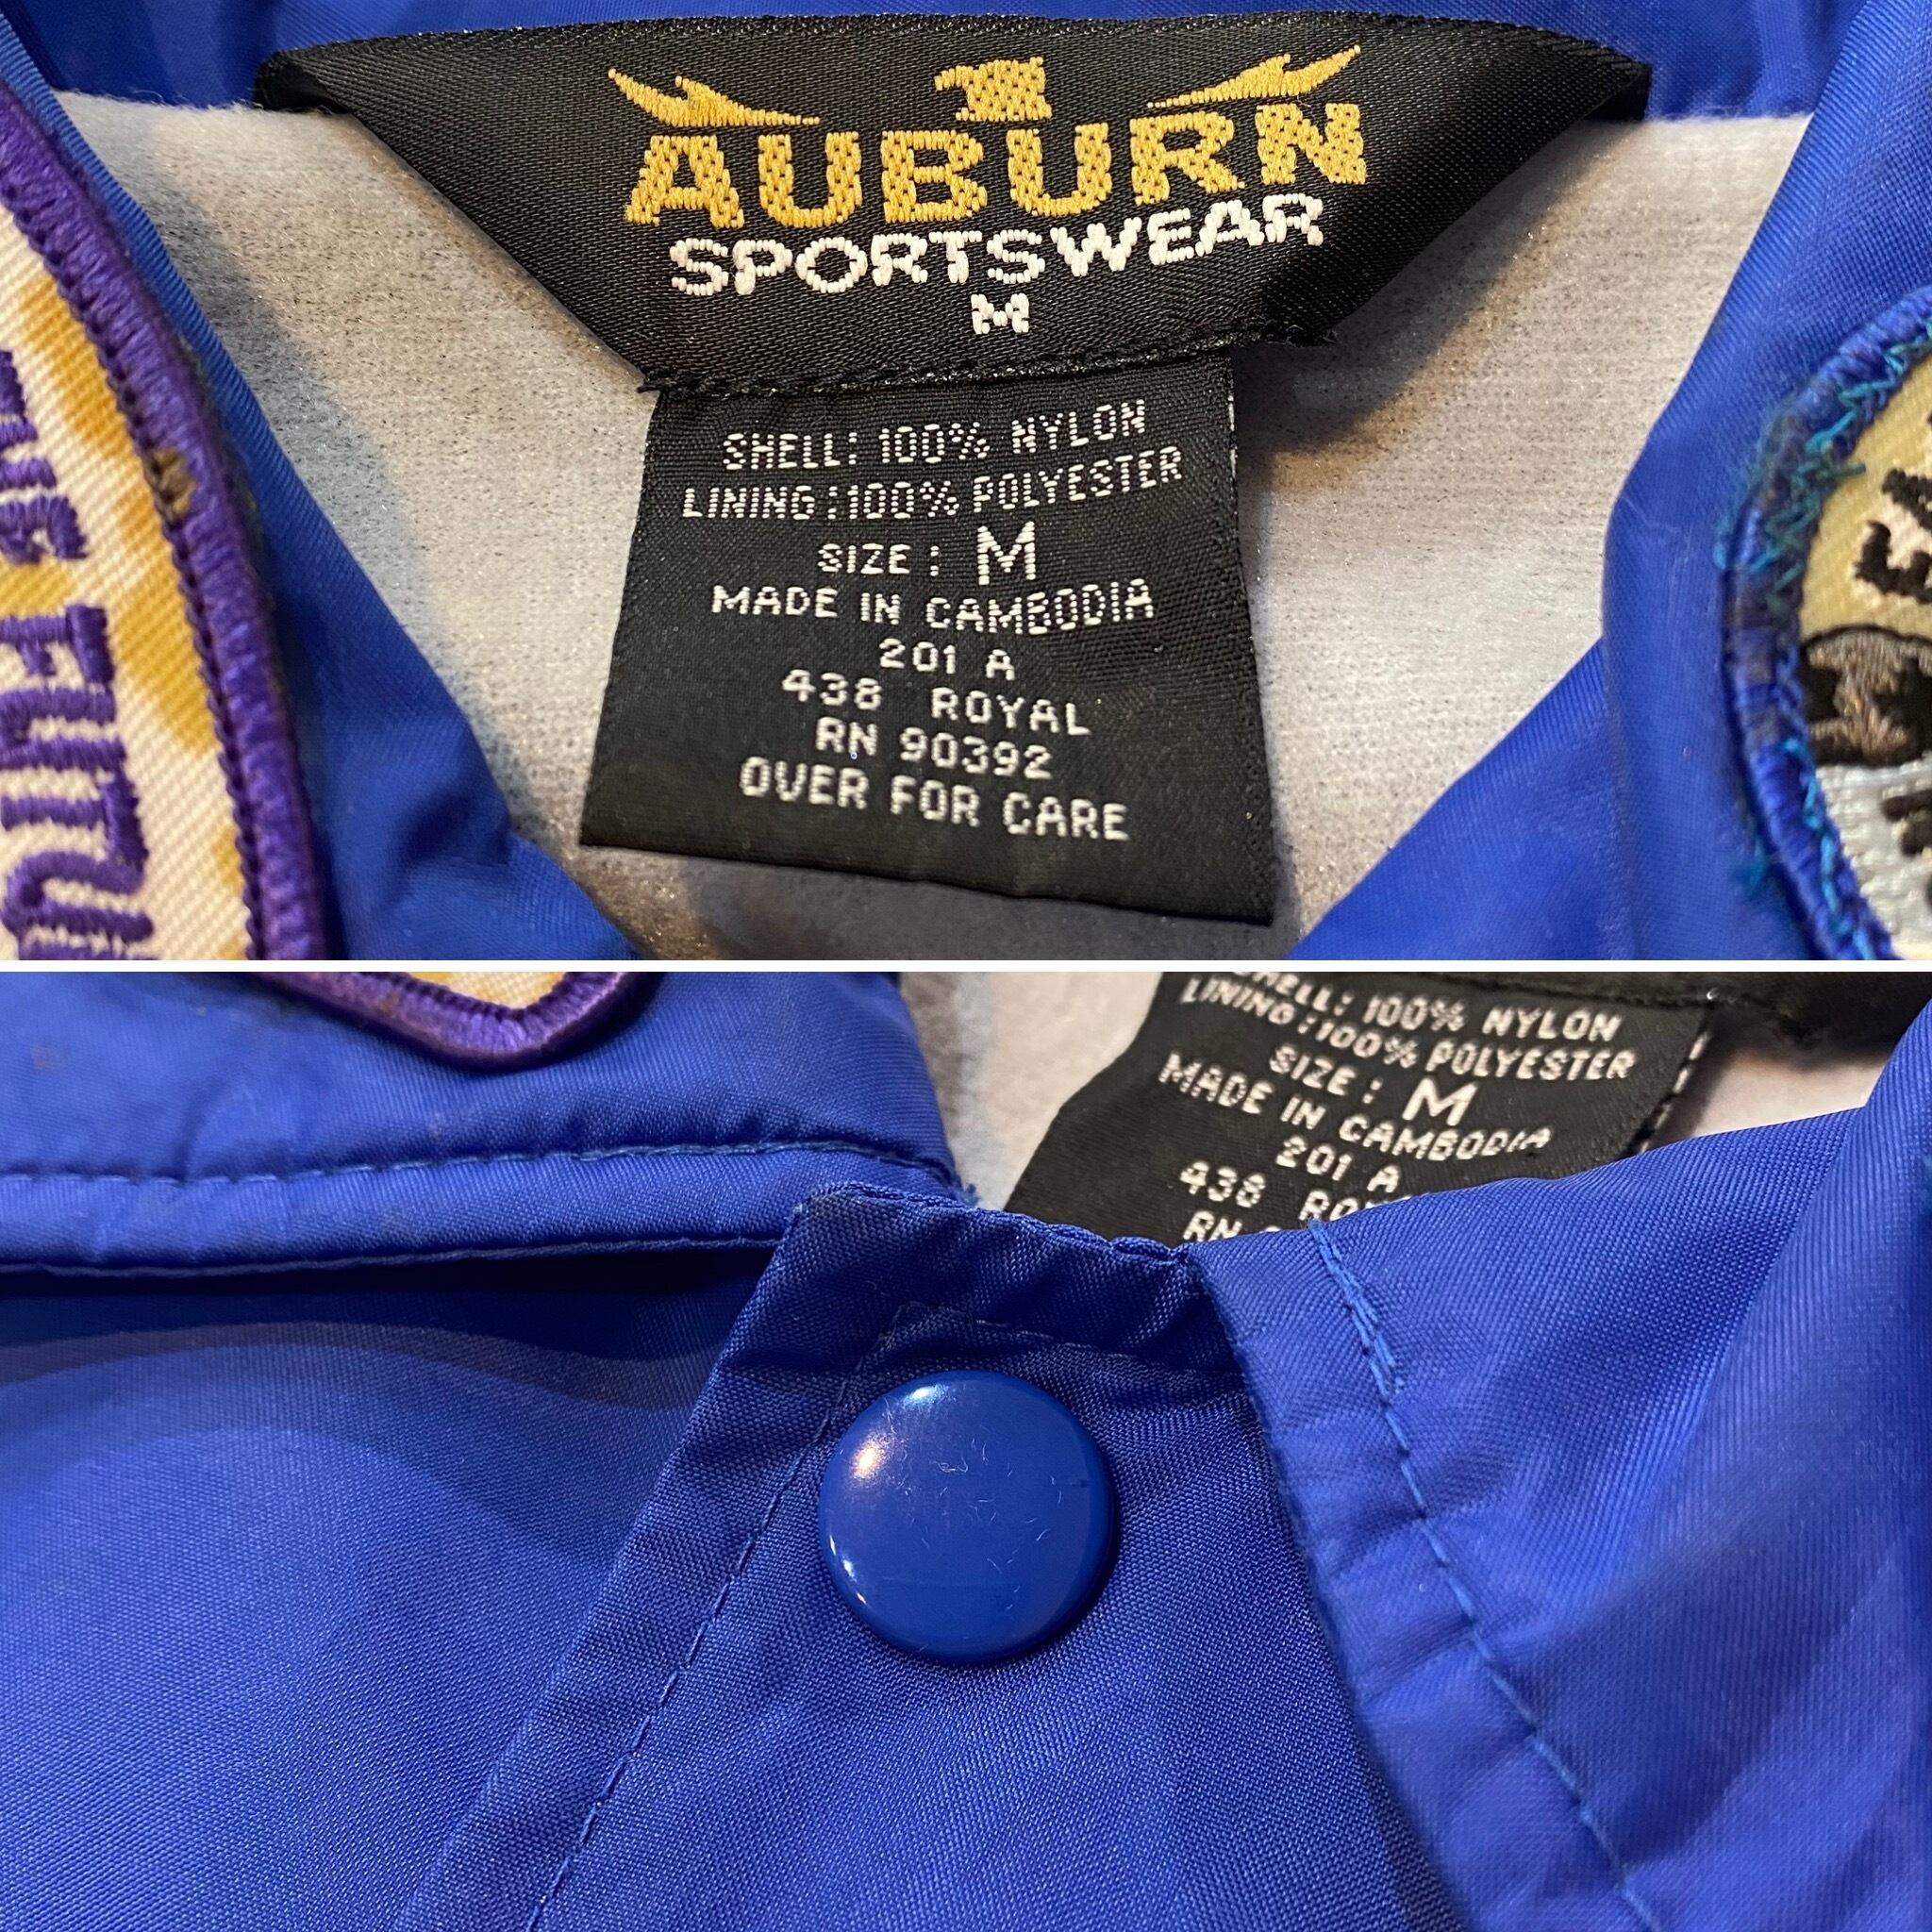 AUBURN
SPORTSWEAR
M
SHELL: 100% NYLON
LINING: 100% POLYESTER
SIZE: M
MADE IN CAMBODIA
201 A
438 ROYAL
RN 90392
OVER FOR CARE
SHELL: 100% NYLON
LINING: 100% POLYESTER
SIZE: M
MADE IN CAMBODIA
201 A
438
RN